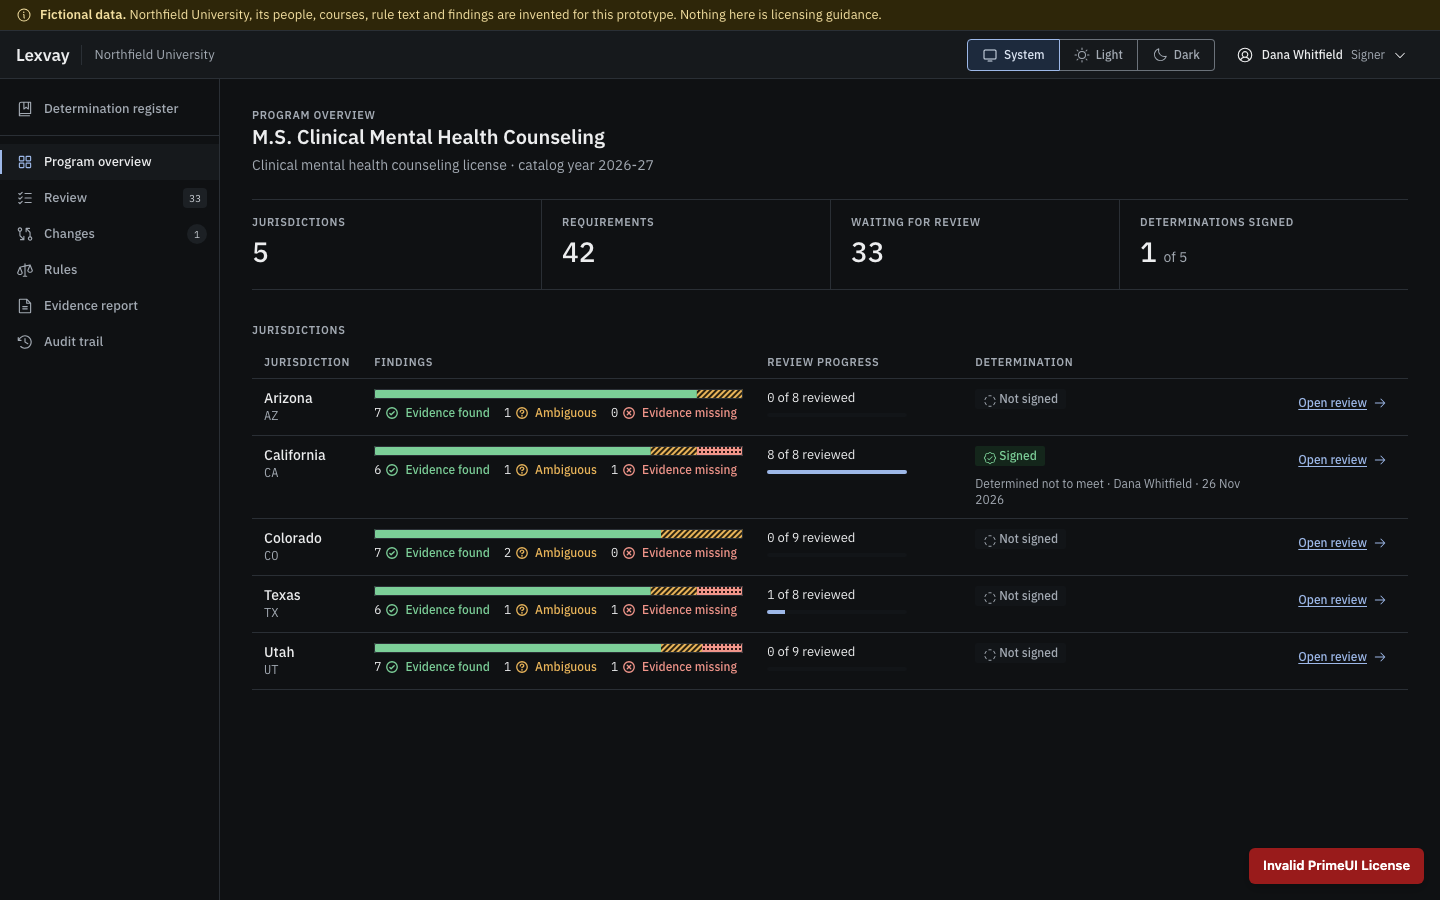 Fictional data. Northfield University, its people, courses, rule text and findings are invented for this prototype. Nothing here is licensing guidance.
Lexvay
Northfield University
System
Light
Dark
Dana Whitfield Signer
Determination register
Program overview
Review 33
Changes 1
Rules
Evidence report
Audit trail
PROGRAM OVERVIEW
M.S. Clinical Mental Health Counseling
Clinical mental health counseling license · catalog year 2026-27
JURISDICTIONS
5
REQUIREMENTS
42
WAITING FOR REVIEW
33
DETERMINATIONS SIGNED
1 of 5
JURISDICTIONS
JURISDICTION FINDINGS REVIEW PROGRESS DETERMINATION
Arizona
AZ
7 Evidence found 1 Ambiguous 0 Evidence missing
0 of 8 reviewed
Not signed
Open review
California
CA
6 Evidence found 1 Ambiguous 1 Evidence missing
8 of 8 reviewed
Signed
Determined not to meet · Dana Whitfield · 26 Nov
2026
Open review
Colorado
CO
7 Evidence found 2 Ambiguous 0 Evidence missing
0 of 9 reviewed
Not signed
Open review
Texas
TX
6 Evidence found 1 Ambiguous 1 Evidence missing
1 of 8 reviewed
Not signed
Open review
Utah
UT
7 Evidence found 1 Ambiguous 1 Evidence missing
0 of 9 reviewed
Not signed
Open review
Invalid PrimeUI License